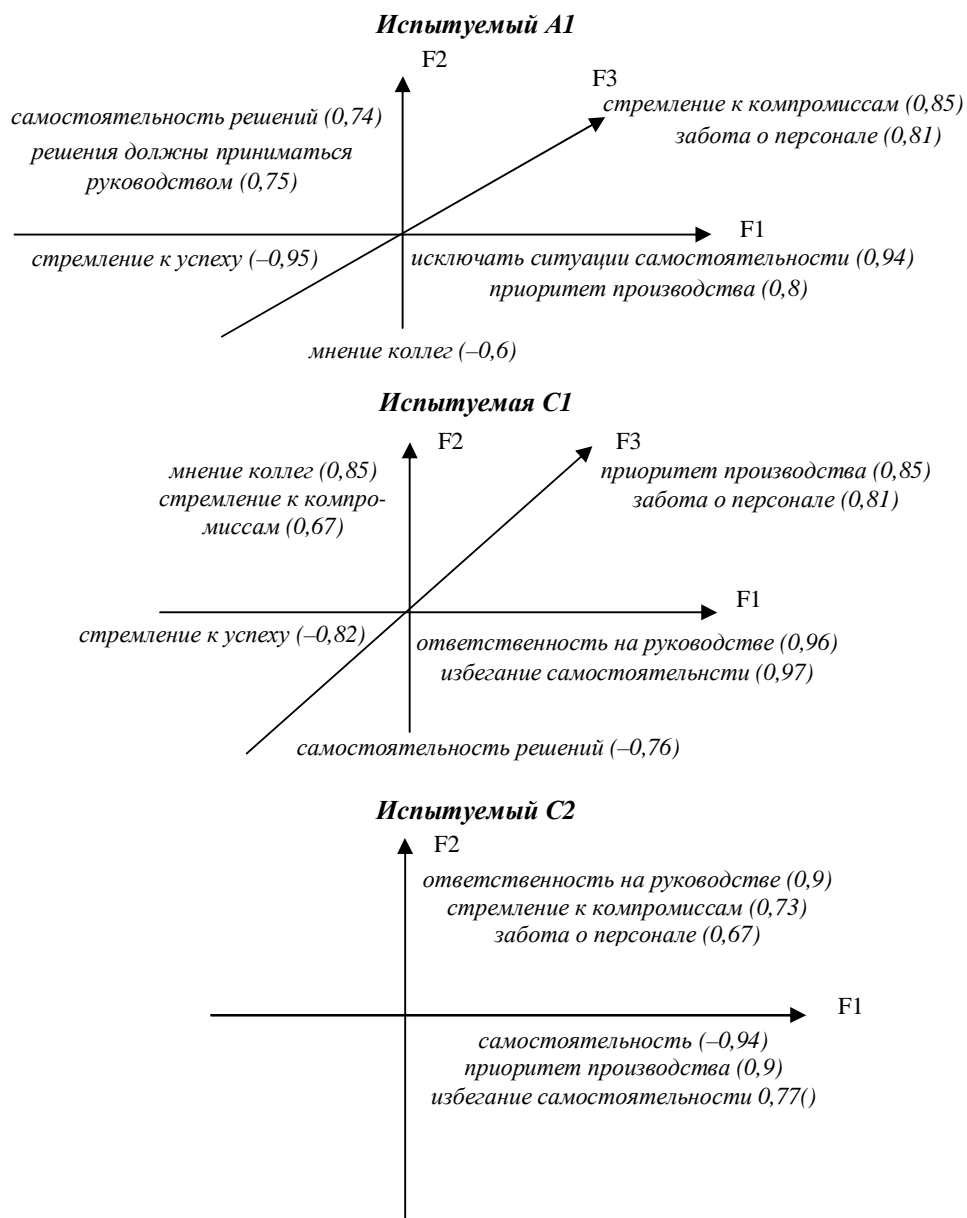 Испытуемый А1
F2
F3
стремление к компромиссам (0,85)
самостоятельность решений (0,74)
забота о персонале (0,81)
решения должны приниматься
руководством (0,75)
F1
стремление к успеху (–0,95)
исключать ситуации самостоятельности (0,94)
приоритет производства (0,8)
мнение коллег (–0,6)
Испытуемая С1
F2
F3
мнение коллег (0,85)
приоритет производства (0,85)
стремление к компро-
забота о персонале (0,81)
миссам (0,67)
F1
стремление к успеху (–0,82)
ответственность на руководстве (0,96)
избегание самостоятельнсти (0,97)
самостоятельность решений (–0,76)
Испытуемый С2
F2
ответственность на руководстве (0,9)
стремление к компромиссам (0,73)
забота о персонале (0,67)
F1
самостоятельность (–0,94)
приоритет производства (0,9)
избегание самостоятельности 0,77()